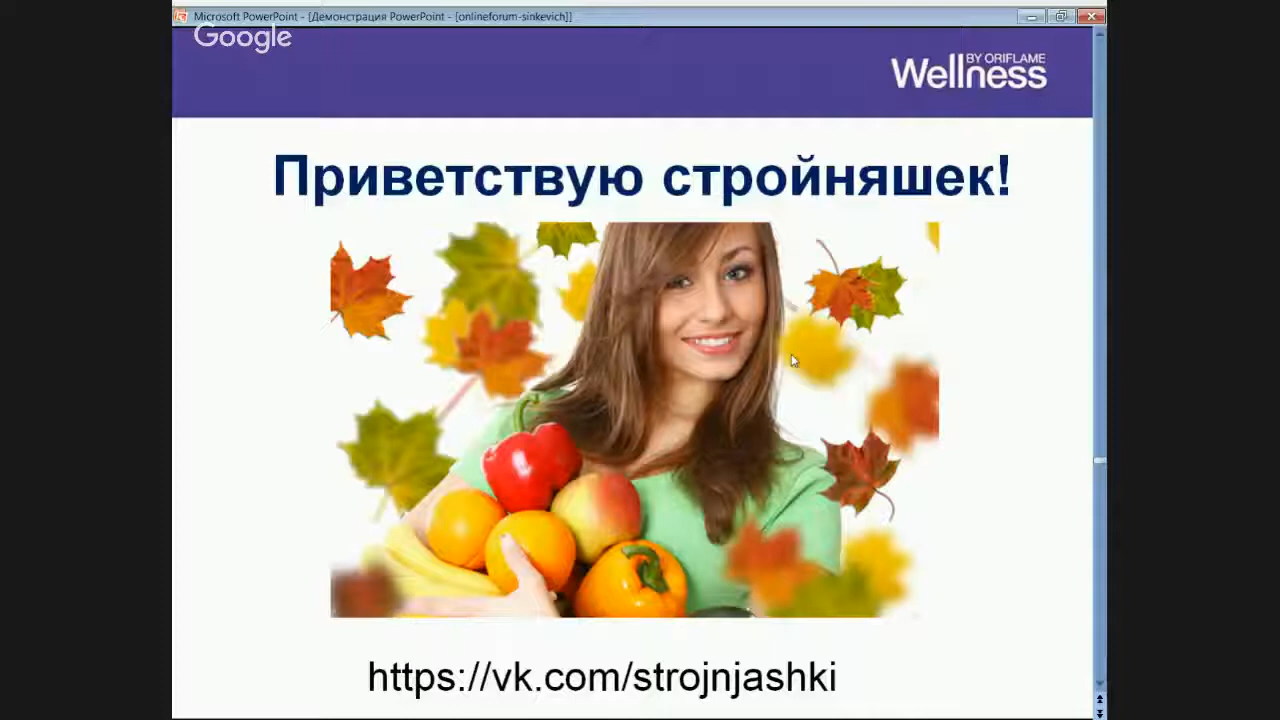 Microsoft PowerPoint - [Демонстрация PowerPoint - [onlineforum-sinkevich]]
Google
BY ORIFLAME
Wellness
Приветствую стройняшек!
https://vk.com/strojnjashki